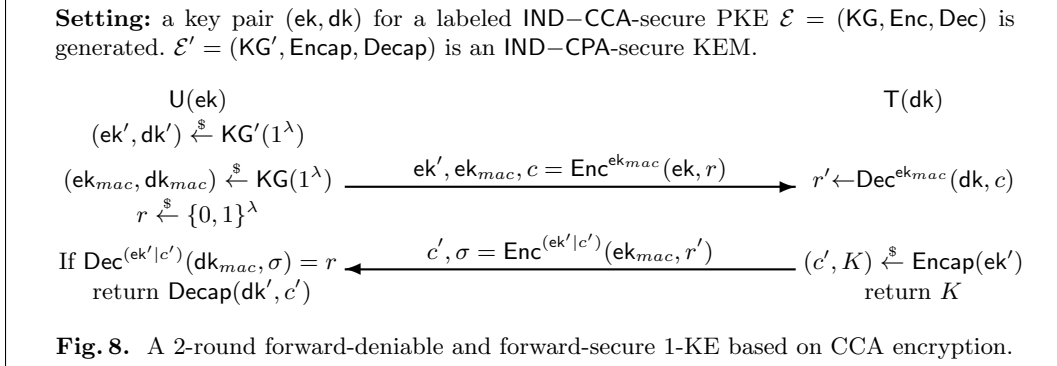 Setting: a key pair (ek, dk) for a labeled IND−CCA-secure PKE ℰ = (KG, Enc, Dec) is
generated. ℰ′ = (KG′, Encap, Decap) is an IND−CPA-secure KEM.
U(ek) T(dk)
(ek′, dk′) $← KG′(1^λ)
(ek_mac, dk_mac) $← KG(1^λ) ek′, ek_mac, c = Enc^{ek_mac}(ek, r) r′←Dec^{ek_mac}(dk, c)
r $← {0, 1}^λ
If Dec^{(ek′|c′)}(dk_mac, σ) = r c′, σ = Enc^{(ek′|c′)}(ek_mac, r′) (c′, K) $← Encap(ek′)
return Decap(dk′, c′) return K
Fig. 8. A 2-round forward-deniable and forward-secure 1-KE based on CCA encryption.